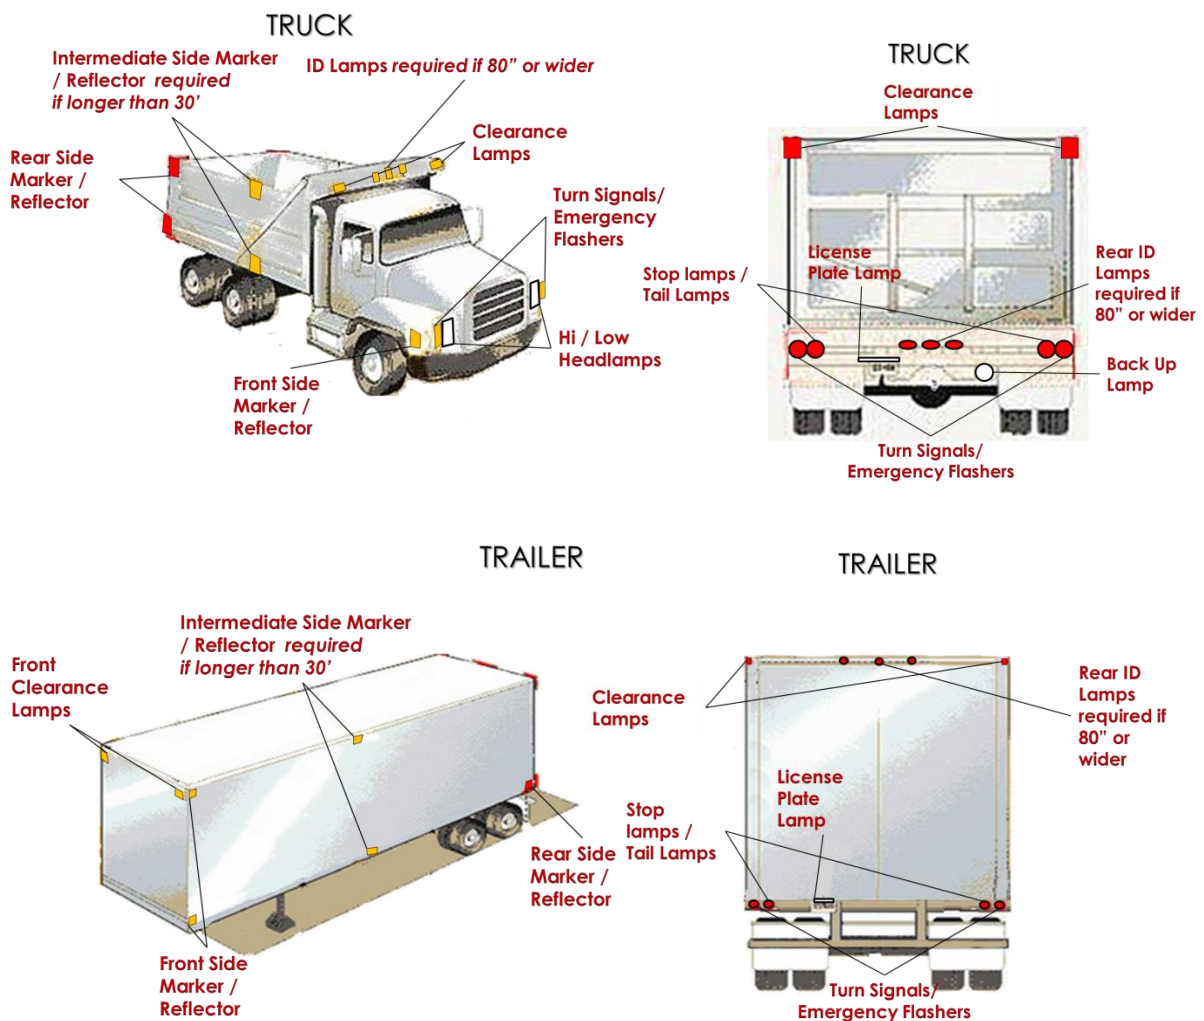 TRUCK
Intermediate Side Marker
/ Reflector required
if longer than 30’
ID Lamps required if 80” or wider
Clearance
Lamps
Rear Side
Marker /
Reflector
Turn Signals/
Emergency
Flashers
Hi / Low
Headlamps
Front Side
Marker /
Reflector
TRUCK
Clearance
Lamps
License
Plate Lamp
Stop lamps /
Tail Lamps
Rear ID
Lamps
required if
80” or wider
Back Up
Lamp
Turn Signals/
Emergency Flashers
TRAILER
Intermediate Side Marker
/ Reflector required
if longer than 30’
Front
Clearance
Lamps
Rear Side
Marker /
Reflector
Front Side
Marker /
Reflector
TRAILER
Clearance
Lamps
Rear ID
Lamps
required if
80” or
wider
License
Plate
Lamp
Stop
lamps /
Tail Lamps
Turn Signals/
Emergency Flashers